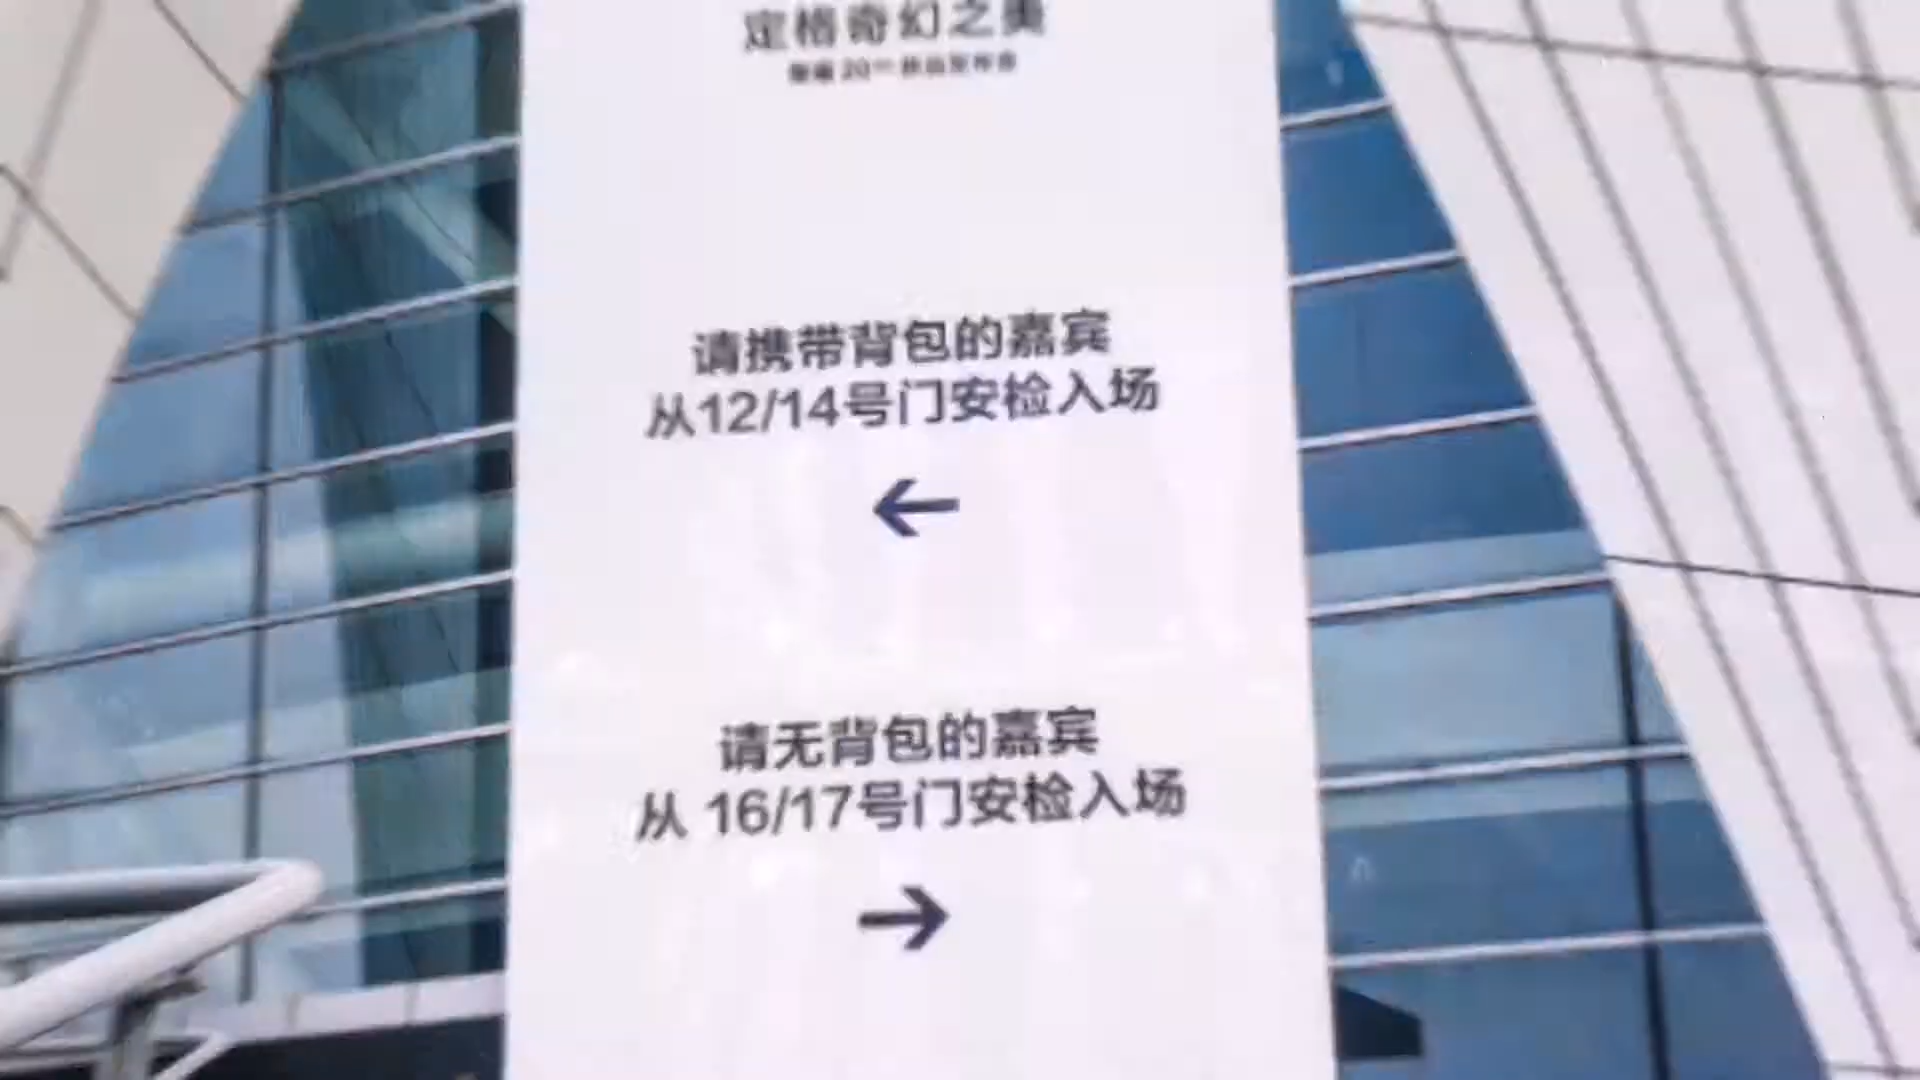 定格奇幻之美
请携带背包的嘉宾
从12/14号门安检入场
←
请无背包的嘉宾
从 16/17号门安检入场
→